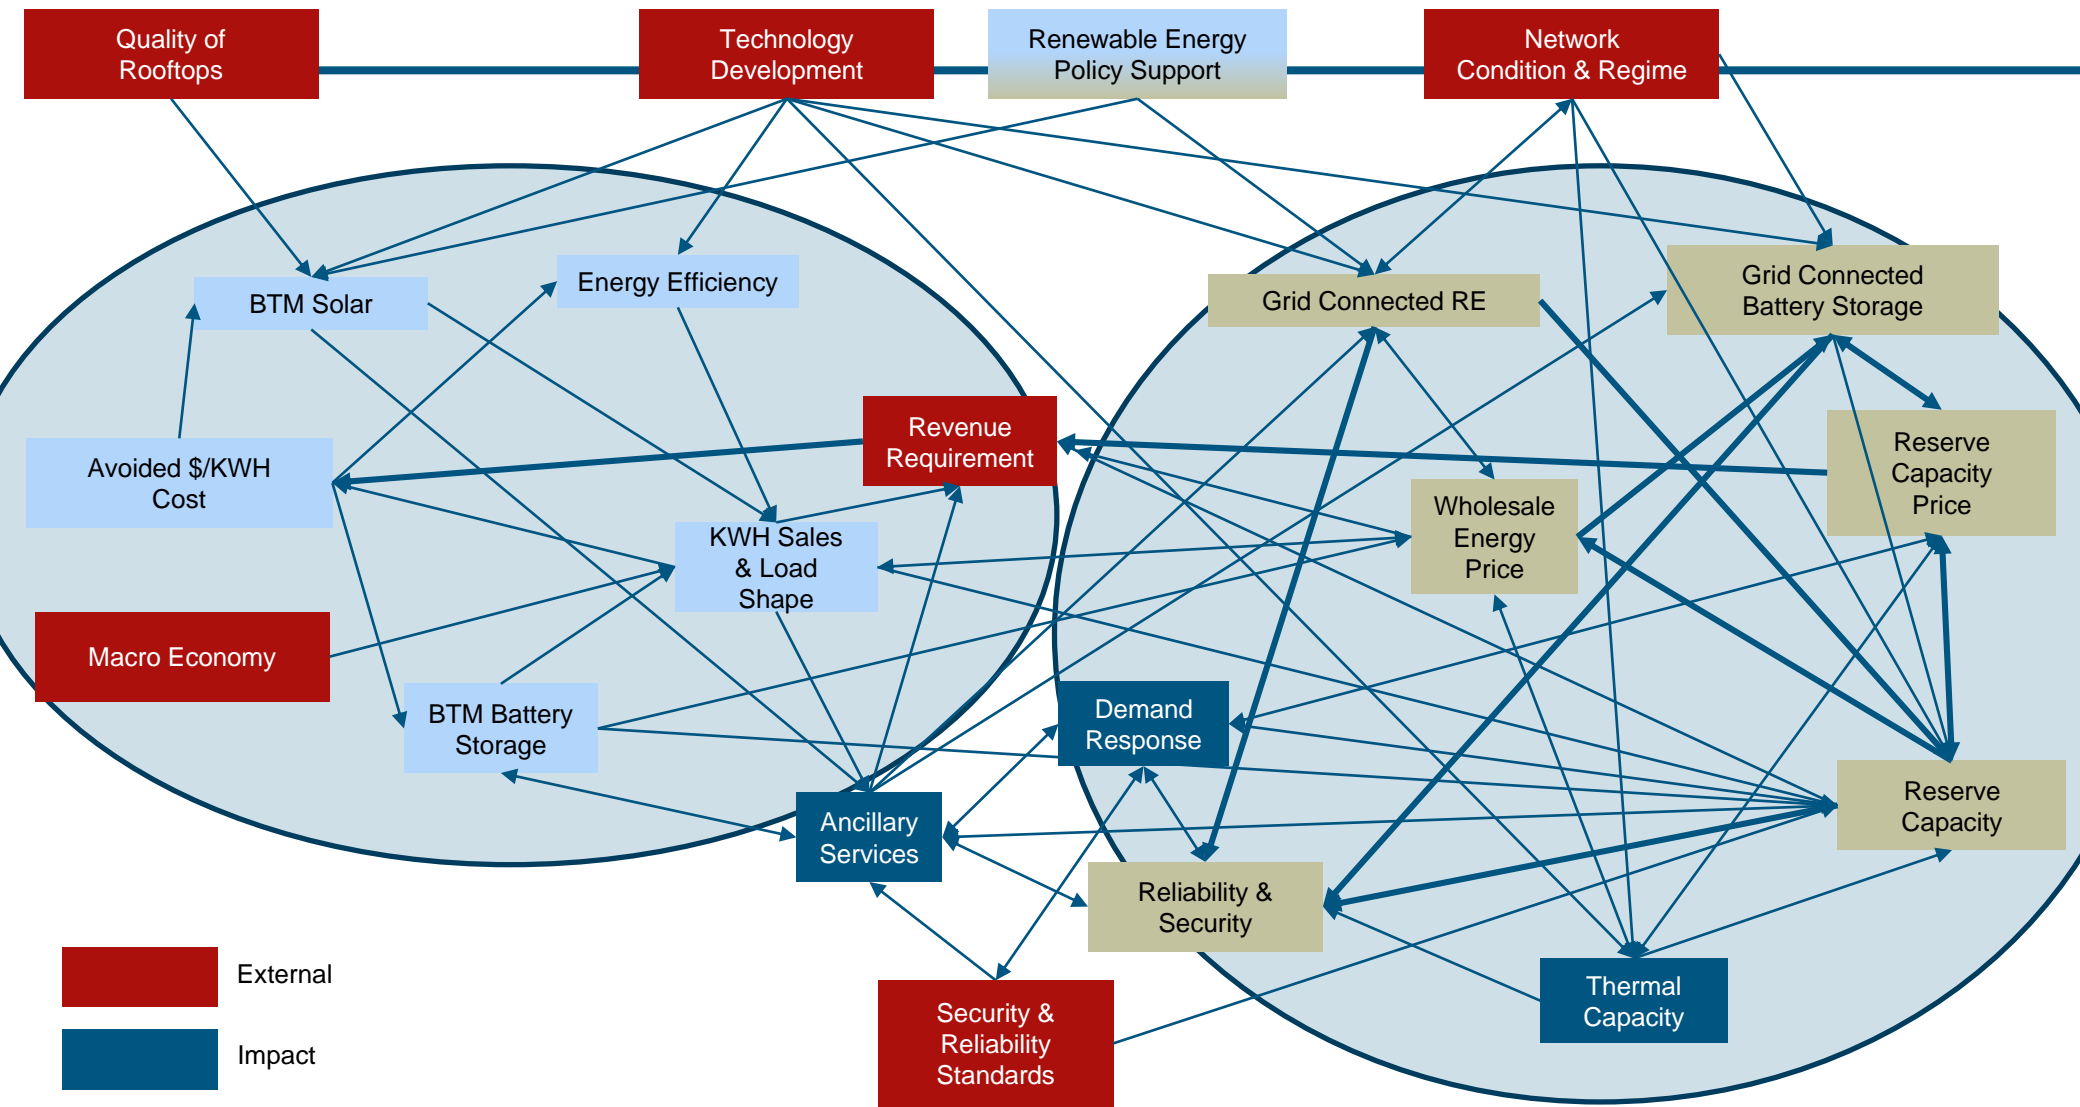 Quality of
Rooftops
Technology
Development
Renewable Energy
Policy Support
Network
Condition & Regime
BTM Solar
Energy Efficiency
Grid Connected RE
Grid Connected
Battery Storage
Avoided $/KWH
Cost
Revenue
Requirement
Reserve
Capacity
Price
Wholesale
Energy
Price
KWH Sales
& Load
Shape
Macro Economy
BTM Battery
Storage
Demand
Response
Ancillary
Services
Reserve
Capacity
Reliability &
Security
Thermal
Capacity
Security &
Reliability
Standards
External
Impact